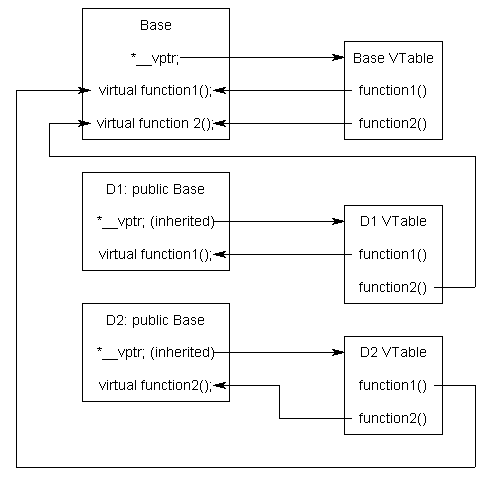 Base
*__vptr;
Base VTable
virtual function1();
function1()
virtual function 2();
function2()
D1: public Base
*__vptr; (inherited)
D1 VTable
virtual function1();
function1()
function2()
D2: public Base
*__vptr; (inherited)
D2 VTable
virtual function2();
function1()
function2()